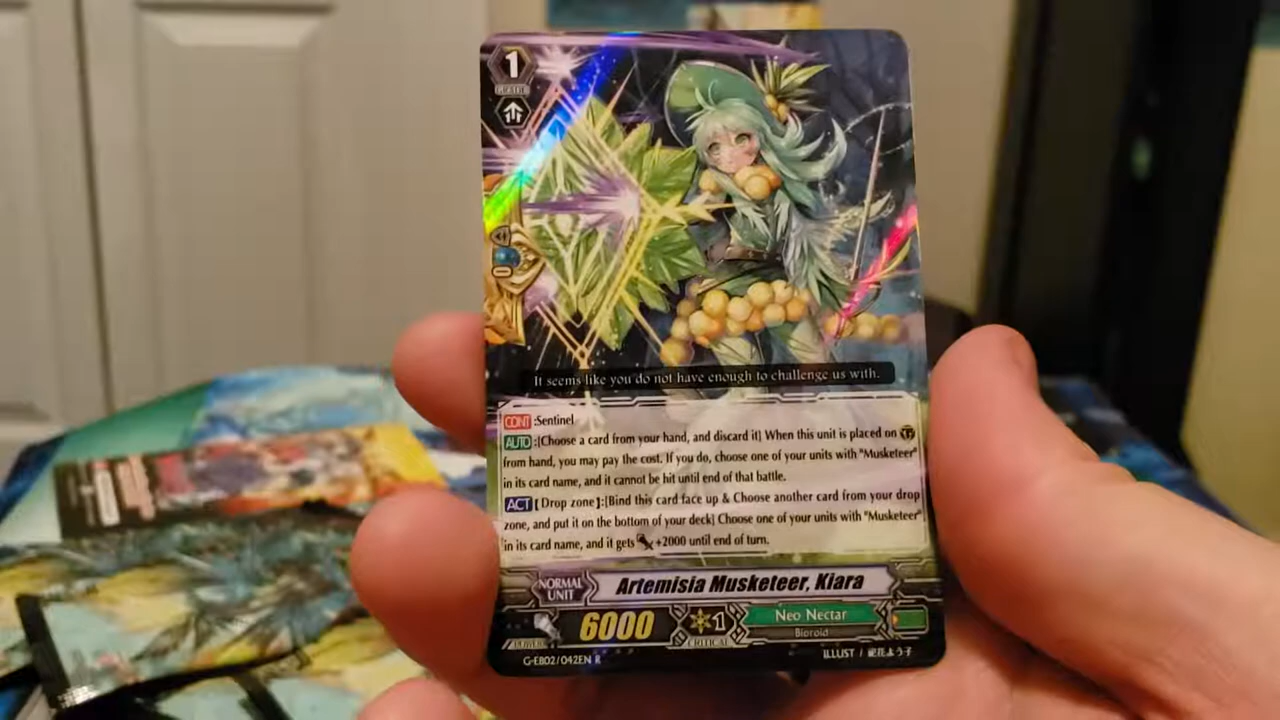 1
GRADE
It seems like you do not have enough to challenge us with.
CONT:Sentinel
AUTO:[Choose a card from your hand, and discard it] When this unit is placed on
from hand, you may pay the cost. If you do, choose one of your units with "Musketeer"
in its card name, and it cannot be hit until end of that battle.
ACT[Drop zone]:[Bind this card face up & Choose another card from your drop
zone, and put it on the bottom of your deck] Choose one of your units with "Musketeer"
in its card name, and it gets +2000 until end of turn.
NORMAL UNIT
Artemisia Musketeer, Kiara
POWER 6000 1 CRITICAL
Neo Nectar
Bioroid
G-EB02/042EN R
ILLUST / 匈花よう子